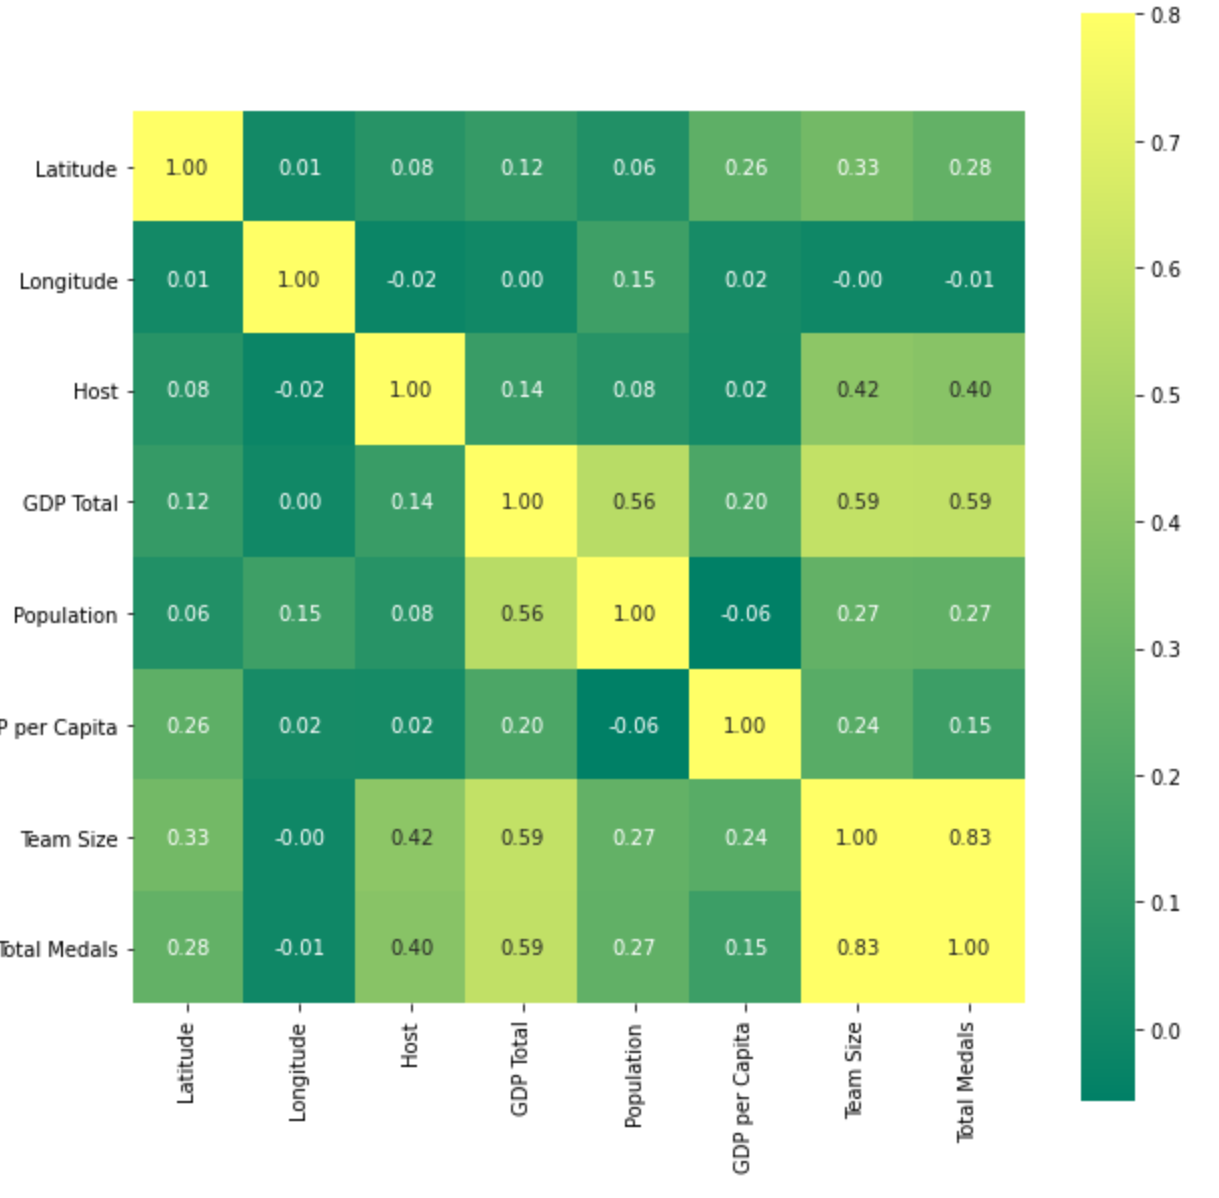 0.8
Latitude 1.00 0.01 0.08 0.12 0.06 0.26 0.33 0.28
0.7
Longitude 0.01 1.00 -0.02 0.00 0.15 0.02 -0.00 -0.01
0.6
Host 0.08 -0.02 1.00 0.14 0.08 0.02 0.42 0.40
0.5
GDP Total 0.12 0.00 0.14 1.00 0.56 0.20 0.59 0.59
0.4
Population 0.06 0.15 0.08 0.56 1.00 -0.06 0.27 0.27
0.3
P per Capita 0.26 0.02 0.02 0.20 -0.06 1.00 0.24 0.15
0.2
Team Size 0.33 -0.00 0.42 0.59 0.27 0.24 1.00 0.83
0.1
Total Medals 0.28 -0.01 0.40 0.59 0.27 0.15 0.83 1.00
0.0
Latitude
Longitude
Host
GDP Total
Population
GDP per Capita
Team Size
Total Medals